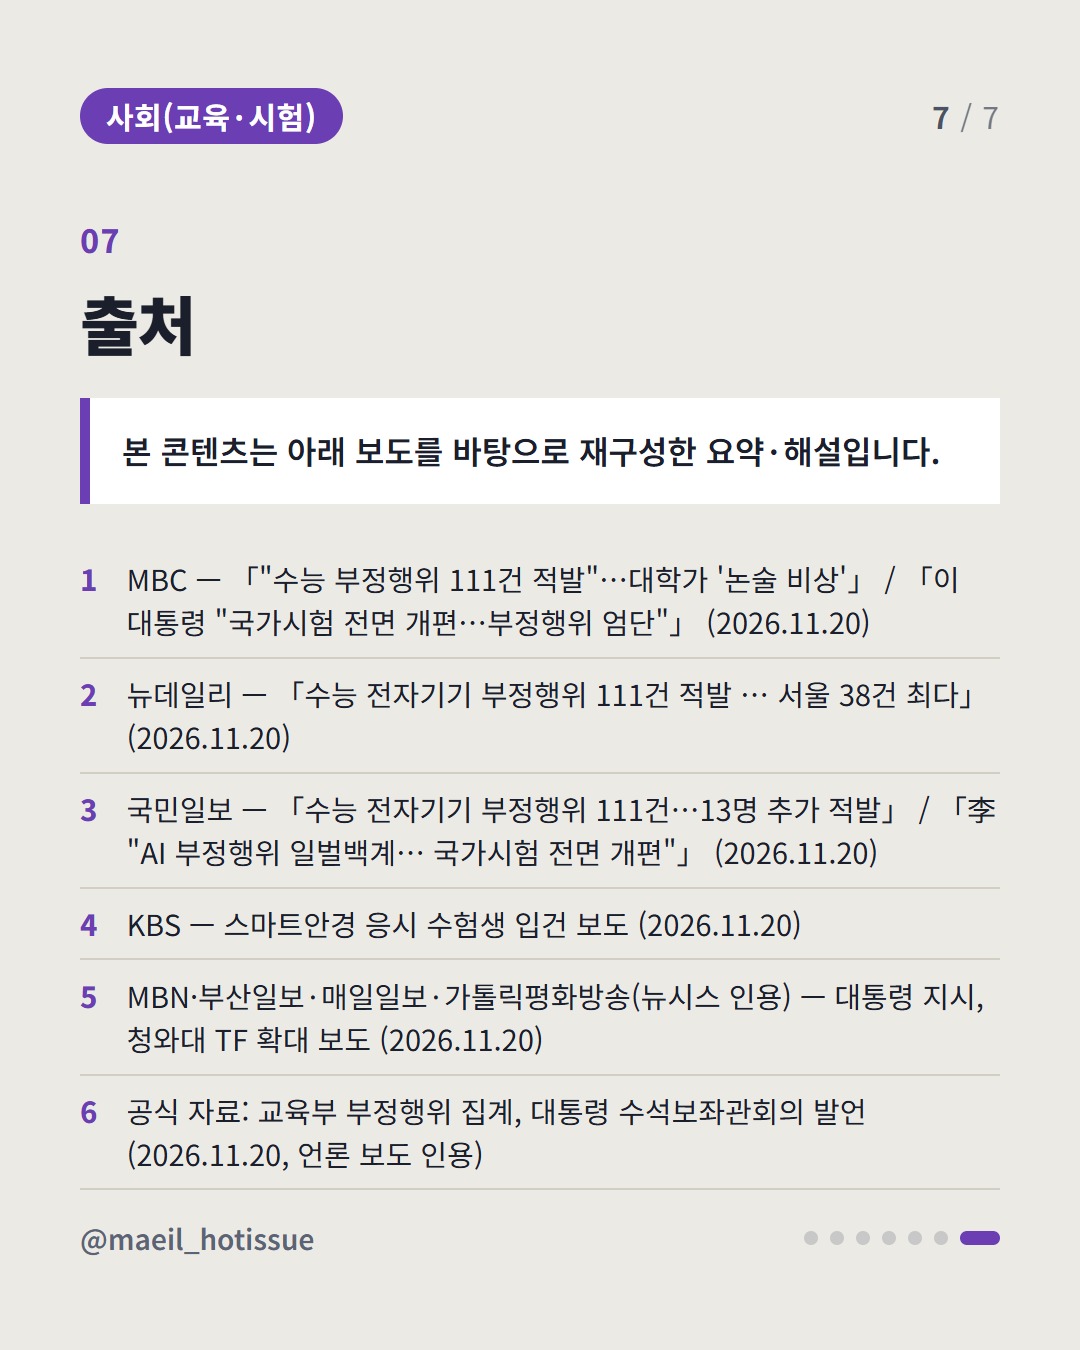 사회(교육·시험)
7 / 7
07
출처
본 콘텐츠는 아래 보도를 바탕으로 재구성한 요약·해설입니다.
1 MBC — 「"수능 부정행위 111건 적발"…대학가 '논술 비상'」 / 「이
대통령 "국가시험 전면 개편…부정행위 엄단"」 (2026.11.20)
2 뉴데일리 — 「수능 전자기기 부정행위 111건 적발 … 서울 38건 최다」
(2026.11.20)
3 국민일보 — 「수능 전자기기 부정행위 111건…13명 추가 적발」 / 「李
"AI 부정행위 일벌백계… 국가시험 전면 개편"」 (2026.11.20)
4 KBS — 스마트안경 응시 수험생 입건 보도 (2026.11.20)
5 MBN·부산일보·매일일보·가톨릭평화방송(뉴시스 인용) — 대통령 지시,
청와대 TF 확대 보도 (2026.11.20)
6 공식 자료: 교육부 부정행위 집계, 대통령 수석보좌관회의 발언
(2026.11.20, 언론 보도 인용)
@maeil_hotissue